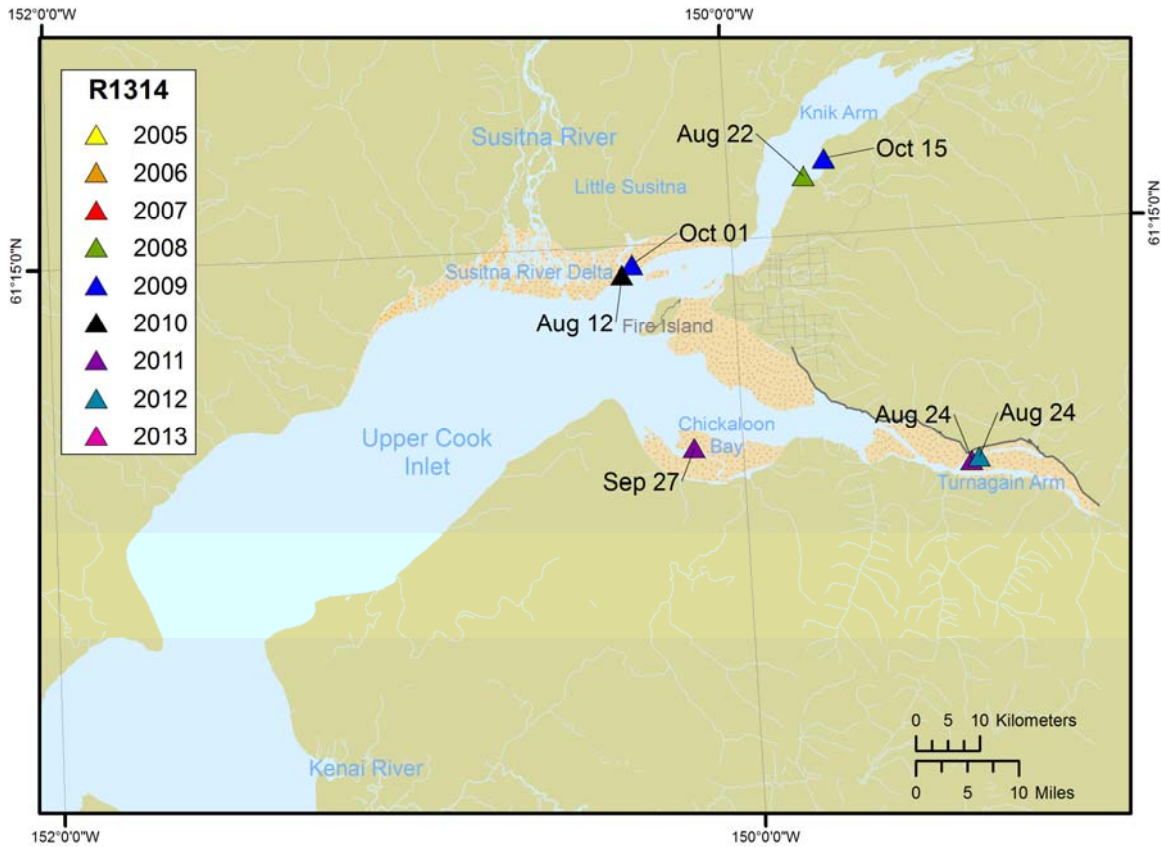 152°0'0"W
150°0'0"W
R1314
2005
2006
2007
2008
2009
2010
2011
2012
2013
Knik Arm
Aug 22
Oct 15
Susitna River
Little Susitna
61°15'0"N
Oct 01
Susitna River Delta
61°15'0"N
Aug 12
Fire Island
Aug 24
Aug 24
Chickaloon
Bay
Upper Cook
Inlet
Sep 27
Turnagain Arm
0 5 10 Kilometers
0 5 10 Miles
Kenai River
152°0'0"W
150°0'0"W